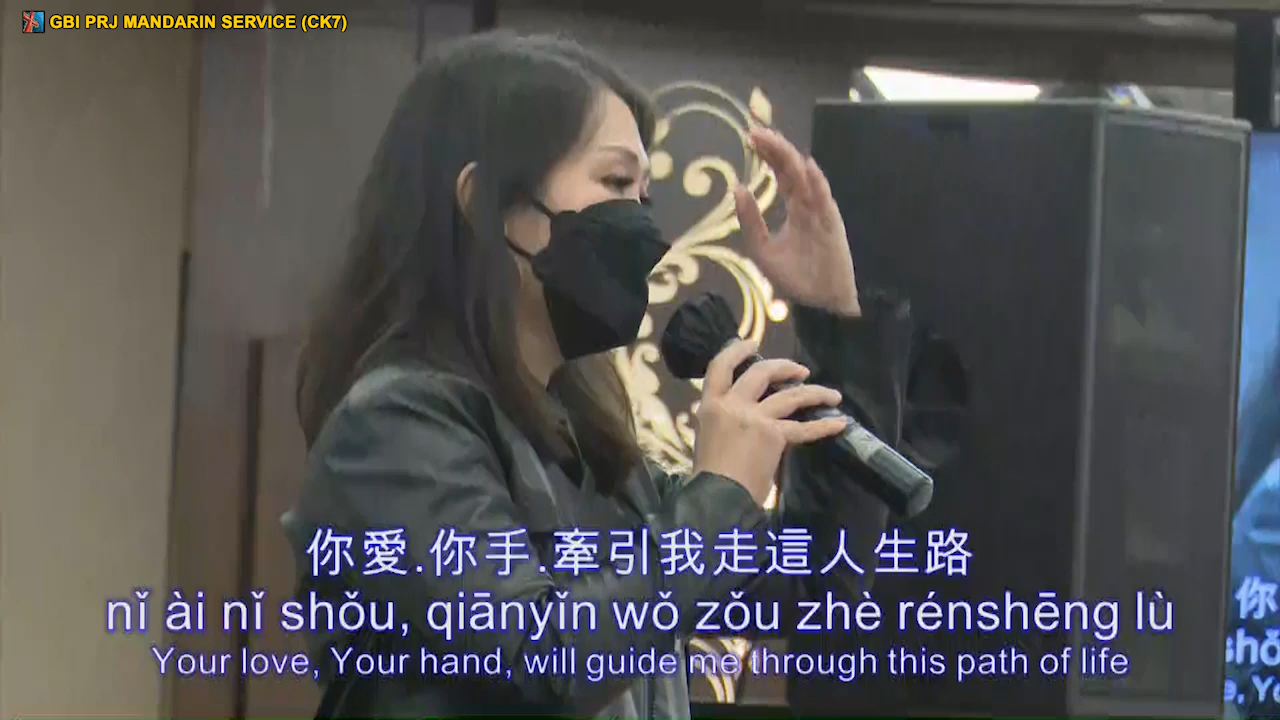 GBI PRJ MANDARIN SERVICE (CK7)
你愛.你手.牽引我走這人生路
nǐ ài nǐ shǒu, qiānyǐn wǒ zǒu zhè rénshēng lù
Your love, Your hand, will guide me through this path of life
你